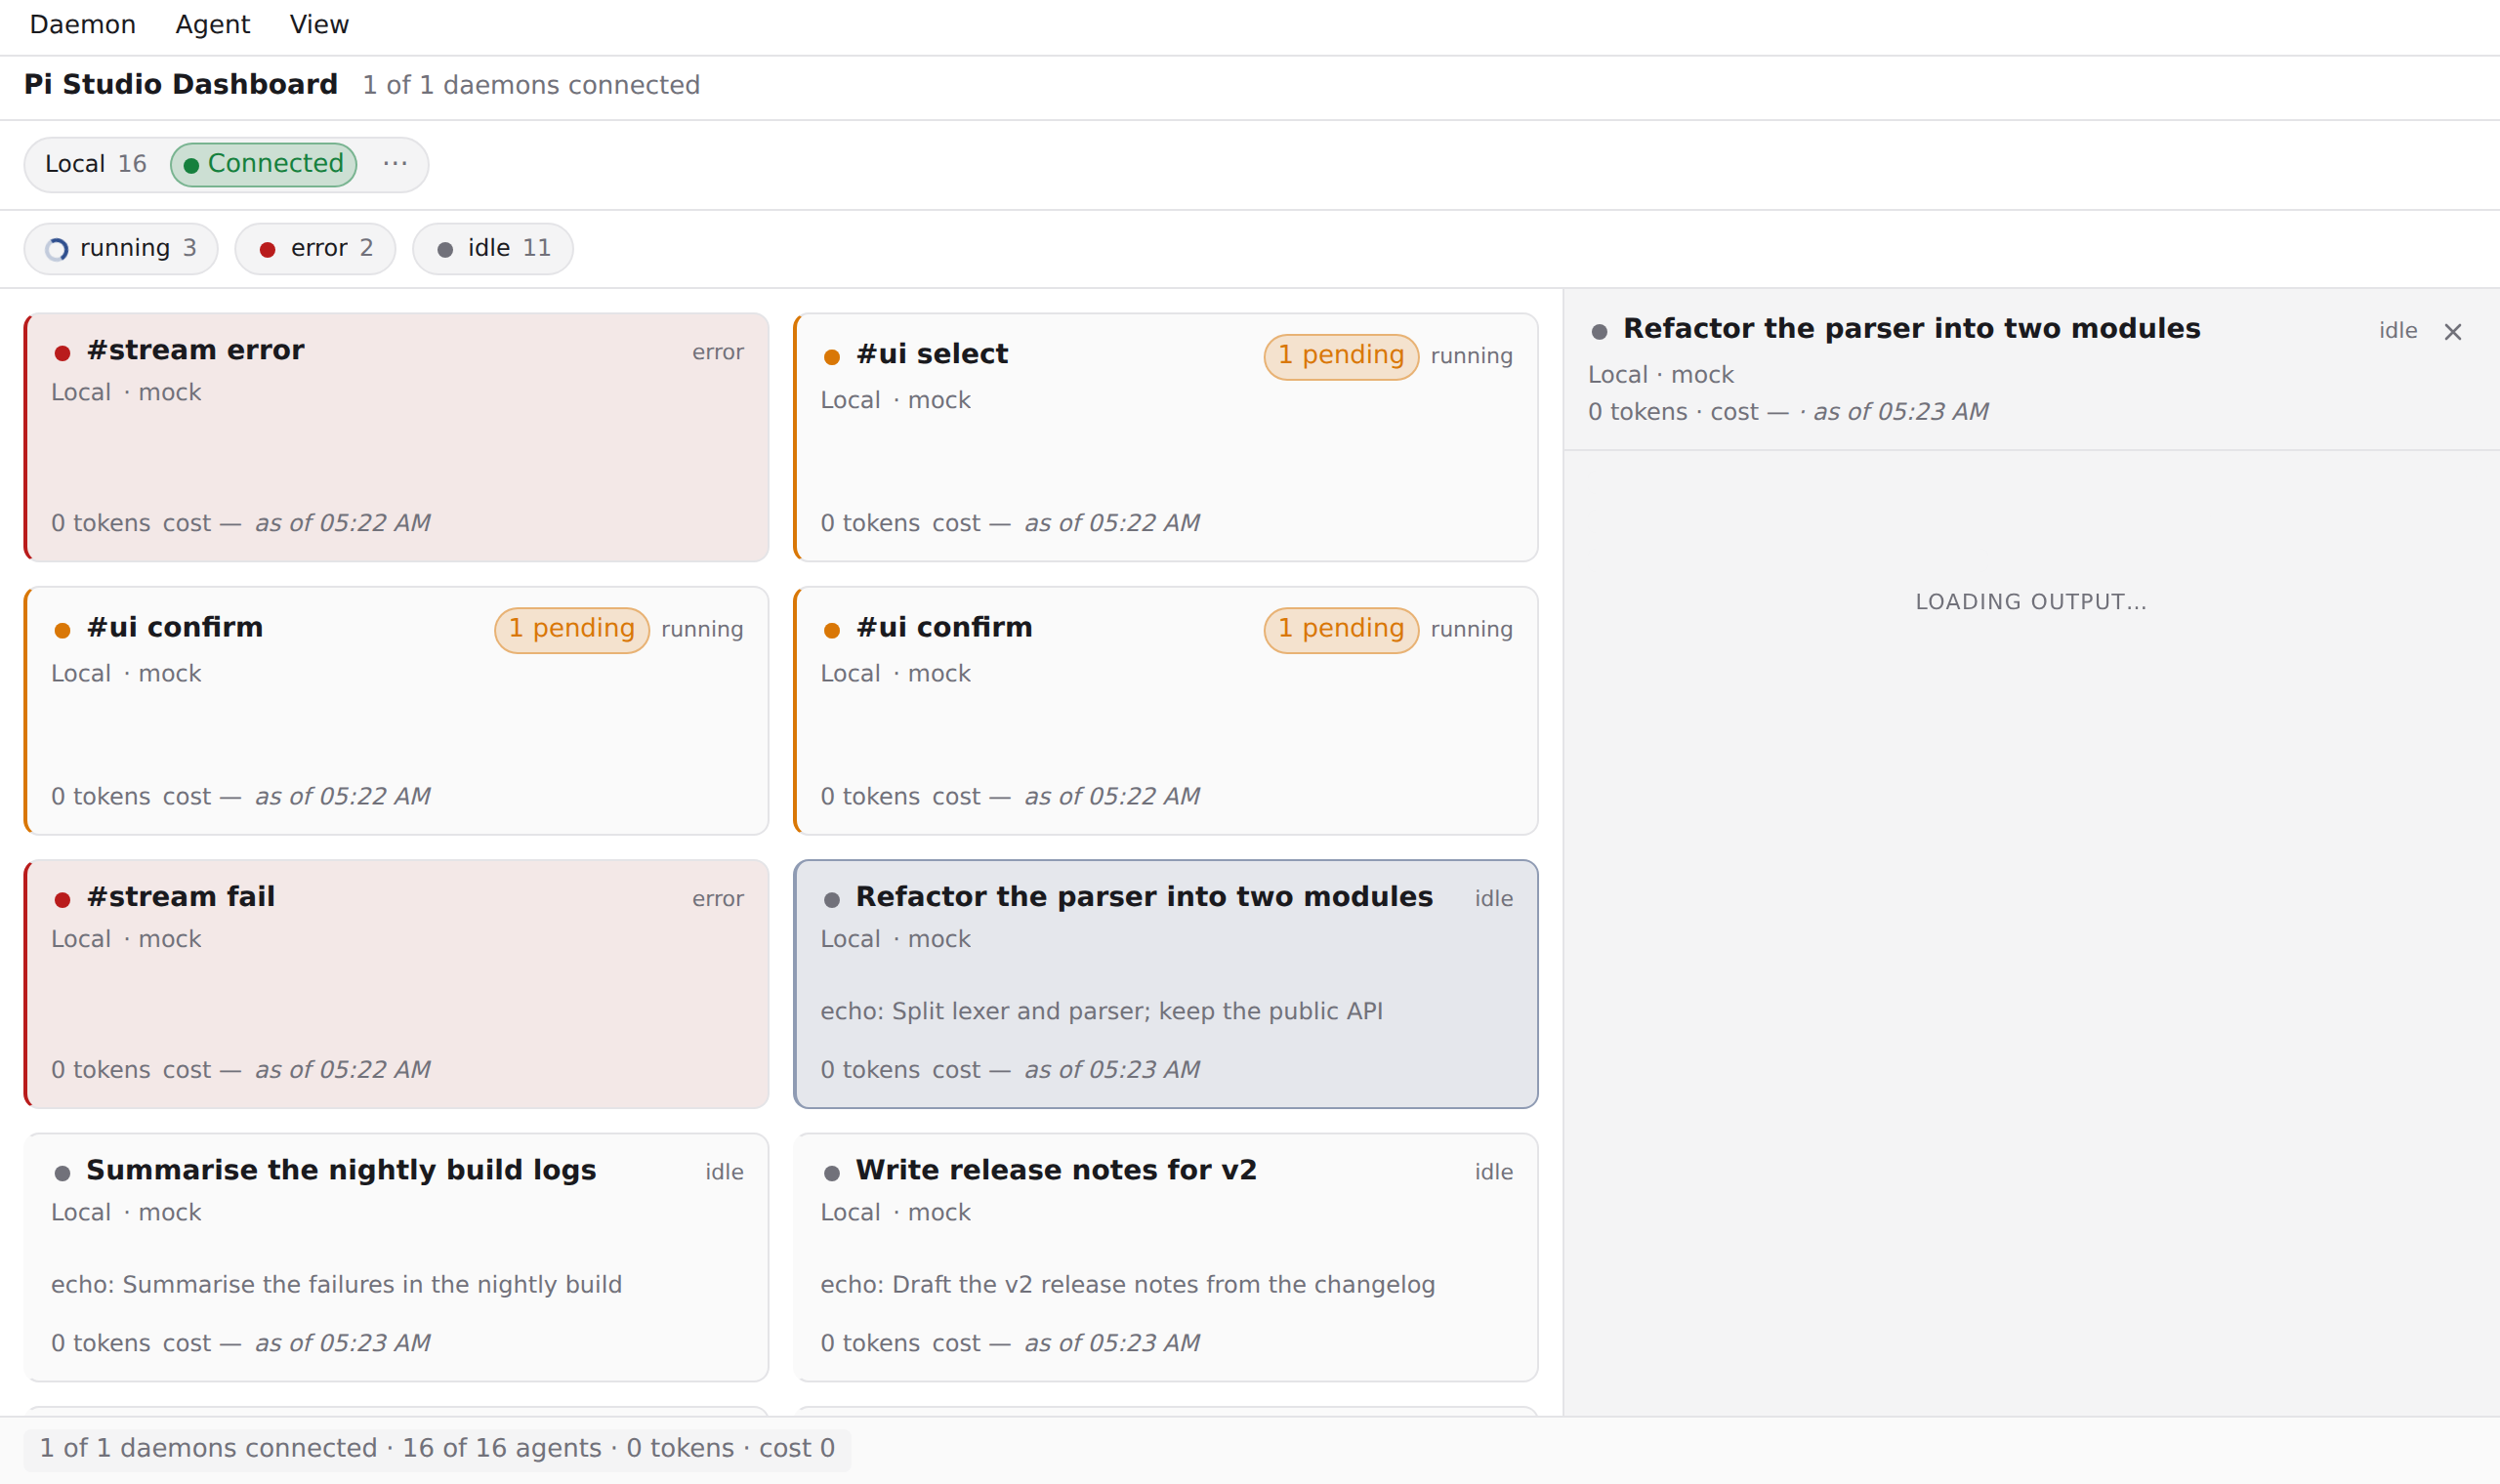 Daemon Agent View
Pi Studio Dashboard 1 of 1 daemons connected
Local 16 Connected ⋯
running 3 error 2 idle 11
#stream error error
Local · mock
0 tokens cost — as of 05:22 AM
#ui select 1 pending running
Local · mock
0 tokens cost — as of 05:22 AM
#ui confirm 1 pending running
Local · mock
0 tokens cost — as of 05:22 AM
#ui confirm 1 pending running
Local · mock
0 tokens cost — as of 05:22 AM
#stream fail error
Local · mock
0 tokens cost — as of 05:22 AM
Refactor the parser into two modules idle
Local · mock
echo: Split lexer and parser; keep the public API
0 tokens cost — as of 05:23 AM
Summarise the nightly build logs idle
Local · mock
echo: Summarise the failures in the nightly build
0 tokens cost — as of 05:23 AM
Write release notes for v2 idle
Local · mock
echo: Draft the v2 release notes from the changelog
0 tokens cost — as of 05:23 AM
Refactor the parser into two modules idle ×
Local · mock
0 tokens · cost — · as of 05:23 AM
LOADING OUTPUT…
1 of 1 daemons connected · 16 of 16 agents · 0 tokens · cost 0